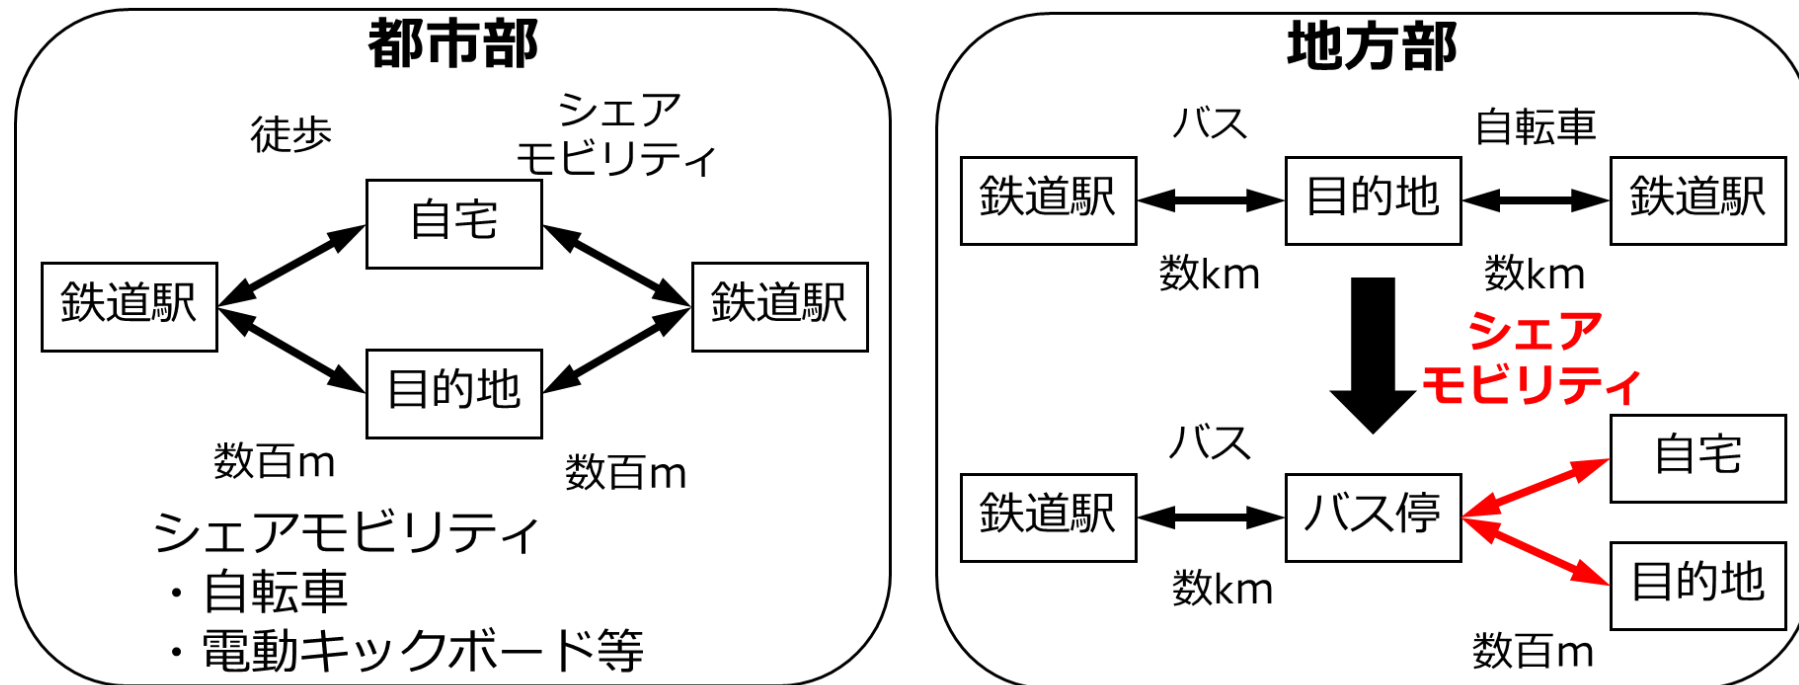 都市部
徒歩
シェア
モビリティ
自宅
鉄道駅
鉄道駅
目的地
数百m
数百m
シェアモビリティ
・自転車
・電動キックボード等
地方部
バス
自転車
鉄道駅
目的地
鉄道駅
数km
数km
シェア
モビリティ
バス
自宅
鉄道駅
バス停
目的地
数km
数百m